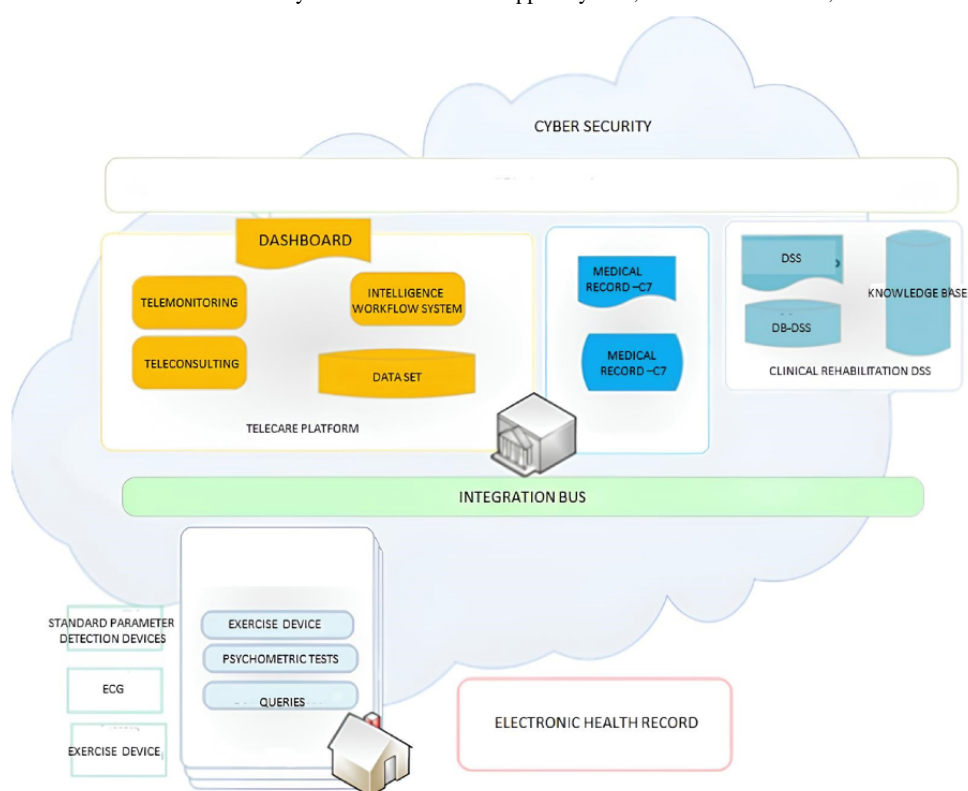 CYBER SECURITY
DASHBOARD
TELEMONITORING
INTELLIGENCE
WORKFLOW SYSTEM
TELECONSULTING
DATA SET
TELECARE PLATFORM
MEDICAL
RECORD –C7
MEDICAL
RECORD –C7
DSS
DB-DSS
KNOWLEDGE BASE
CLINICAL REHABILITATION DSS
INTEGRATION BUS
STANDARD PARAMETER
DETECTION DEVICES
ECG
EXERCISE DEVICE
EXERCISE DEVICE
PSYCHOMETRIC TESTS
QUERIES
ELECTRONIC HEALTH RECORD